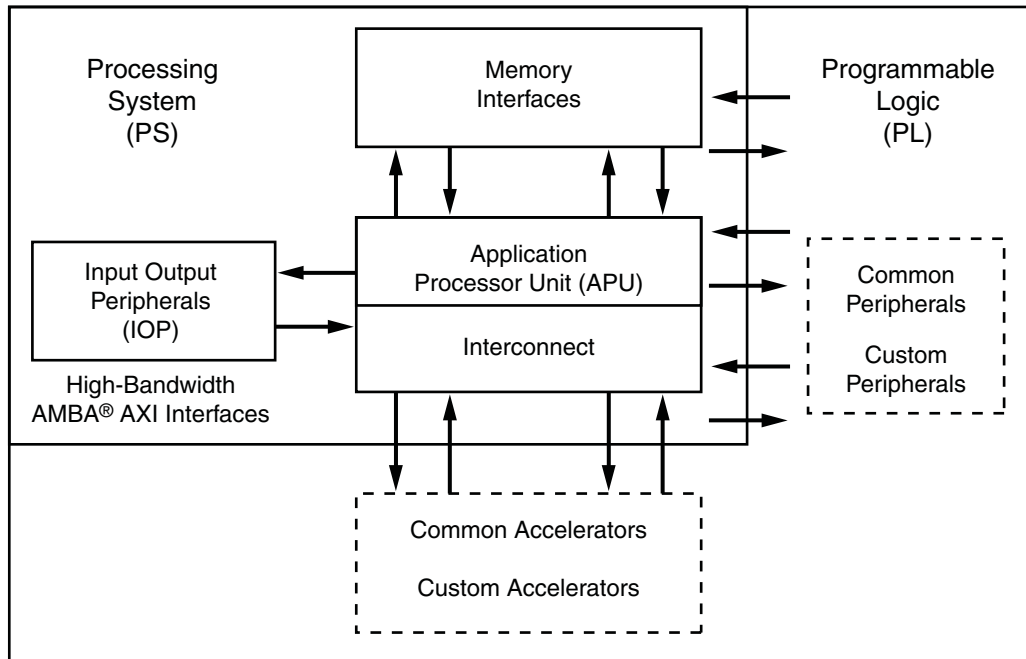 Processing
System
(PS)
Memory
Interfaces
Programmable
Logic
(PL)
Input Output
Peripherals
(IOP)
Application
Processor Unit (APU)
Interconnect
Common
Peripherals
Custom
Peripherals
High-Bandwidth
AMBA® AXI Interfaces
Common Accelerators
Custom Accelerators